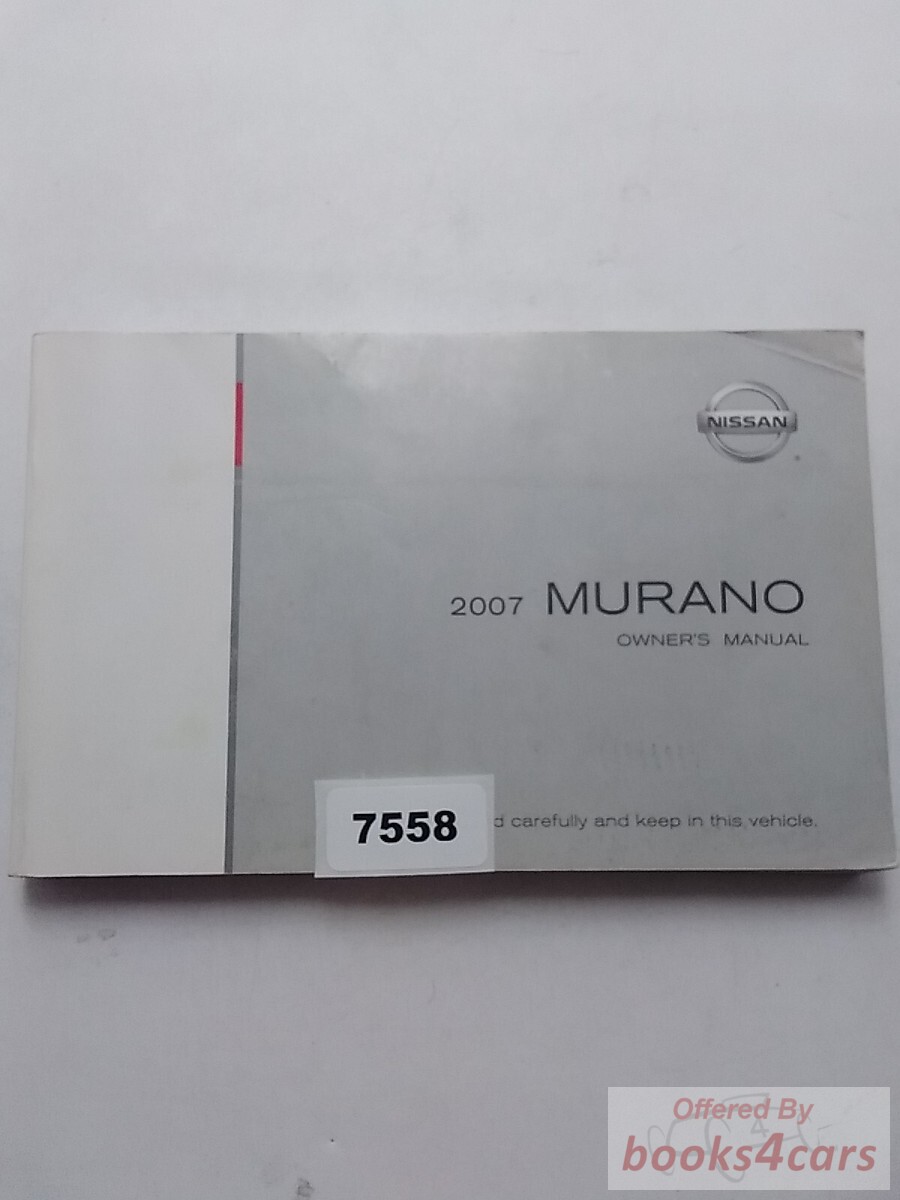 NISSAN
2007 MURANO
OWNER'S MANUAL
7558
d carefully and keep in this vehicle.
Offered By
books4cars